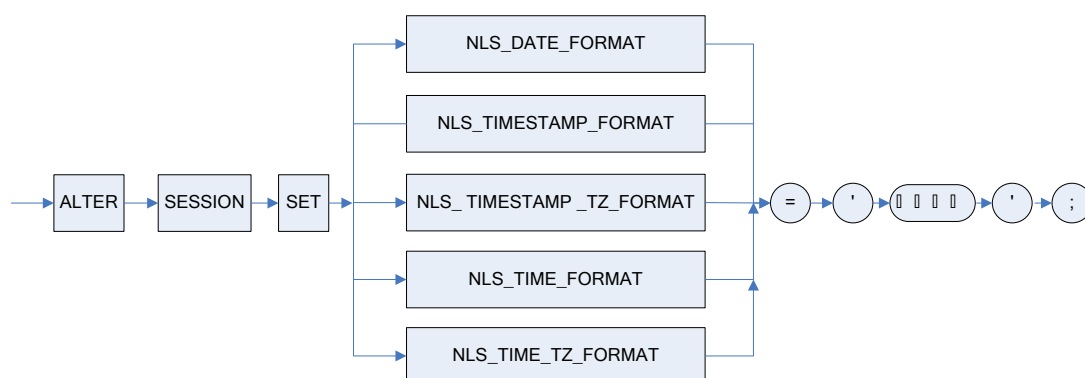 NLS_DATE_FORMAT
NLS_TIMESTAMP_FORMAT
ALTER SESSION SET NLS_ TIMESTAMP _TZ_FORMAT = ' ' ;
NLS_TIME_FORMAT
NLS_TIME_TZ_FORMAT